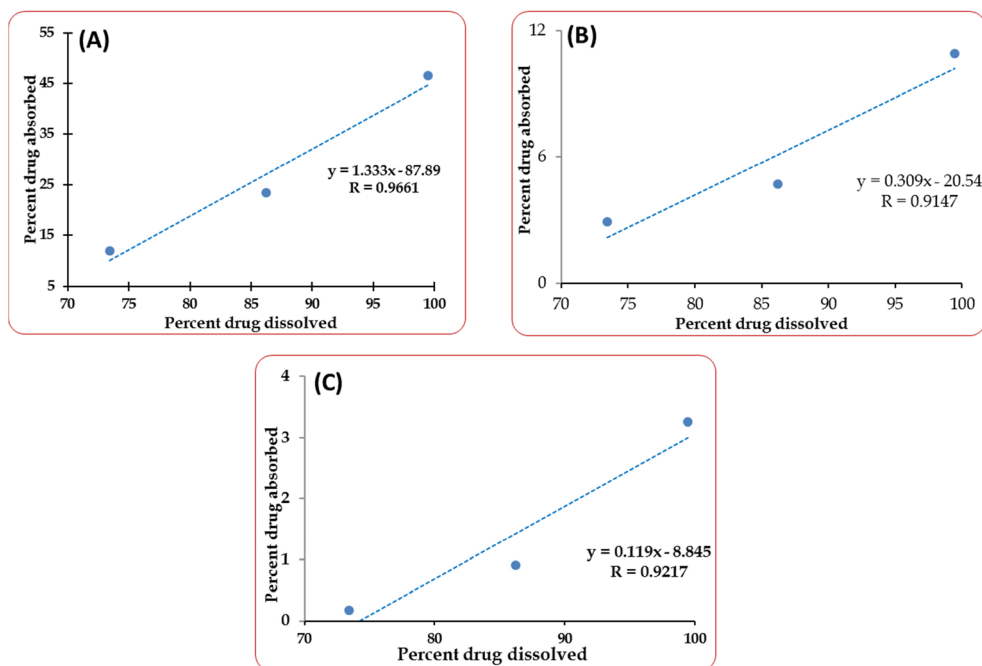 (A)
Percent drug absorbed
55
45
35
25
15
5
y = 1.333x - 87.89
R = 0.9661
70 75 80 85 90 95 100
Percent drug dissolved
(B)
Percent drug absorbed
12
6
0
y = 0.309x - 20.54
R = 0.9147
70 75 80 85 90 95 100
Percent drug dissolved
(C)
Percent drug absorbed
4
3
2
1
0
y = 0.119x - 8.845
R = 0.9217
70 80 90 100
Percent drug dissolved